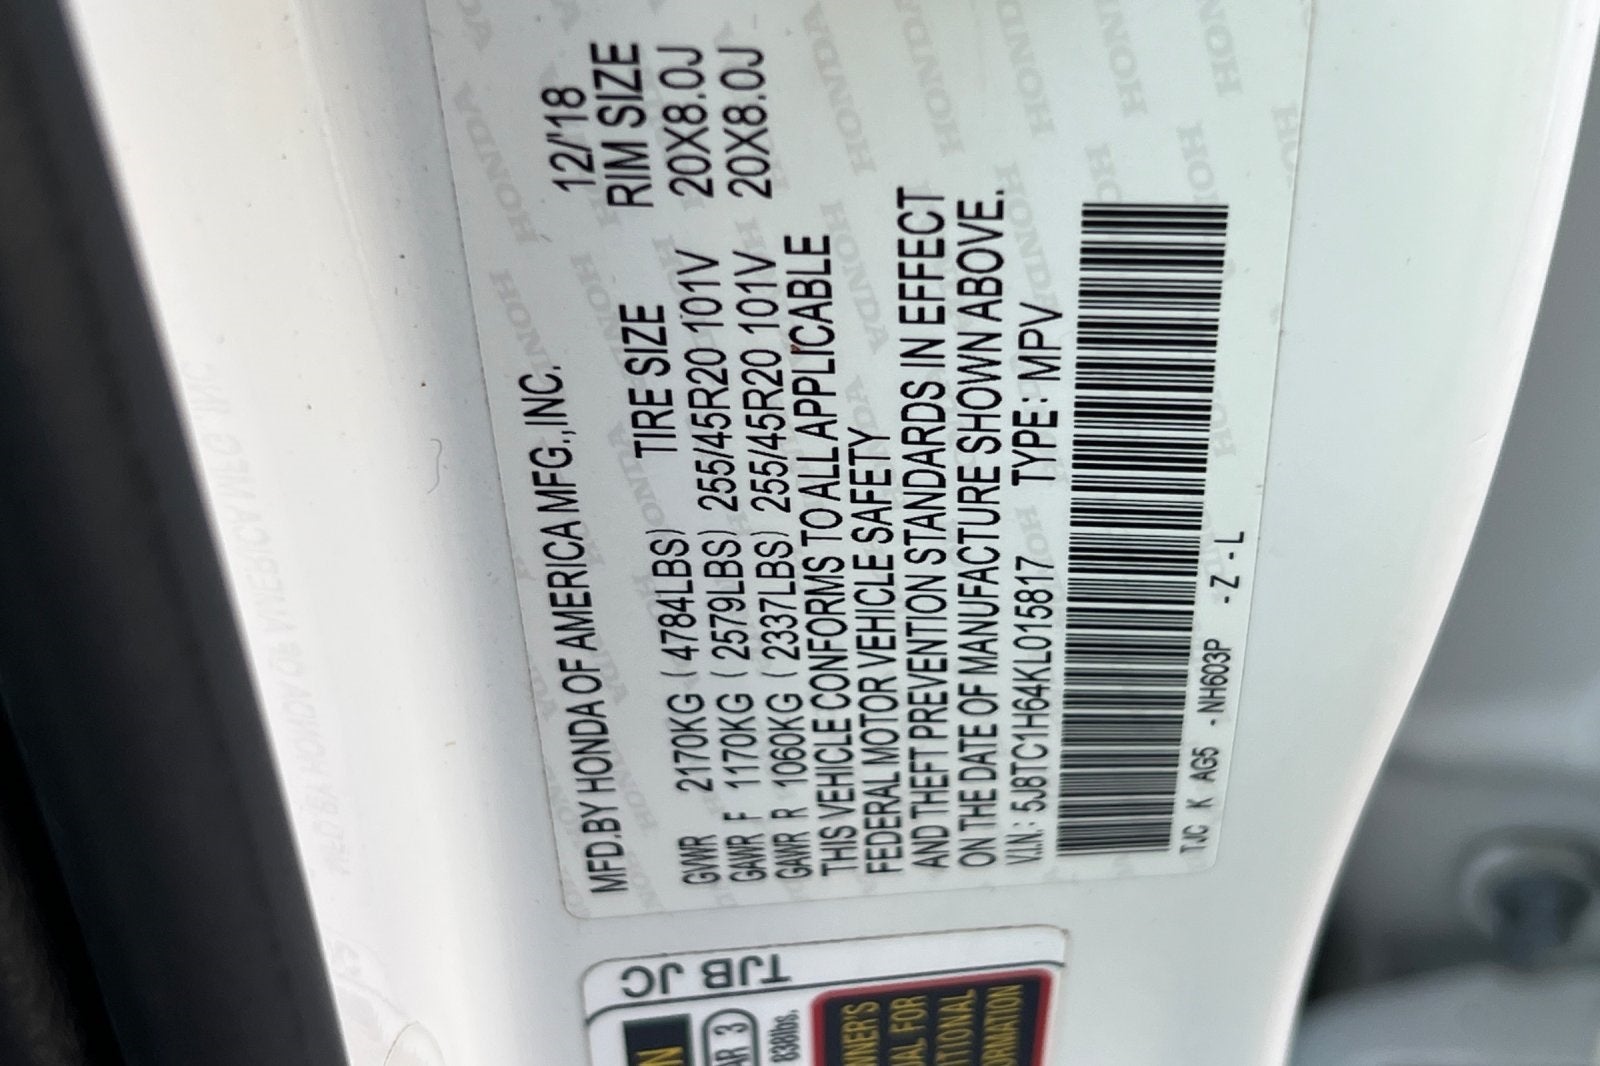 MFD.BY HONDA OF AMERICA MFG.,INC. 12/'18
TIRE SIZE RIM SIZE
GVWR 2170KG ( 4784LBS)
GAWR F 1170KG ( 2579LBS) 255/45R20 101V 20X8.0J
GAWR R 1060KG ( 2337LBS) 255/45R20 101V 20X8.0J
THIS VEHICLE CONFORMS TO ALL APPLICABLE
FEDERAL MOTOR VEHICLE SAFETY
AND THEFT PREVENTION STANDARDS IN EFFECT
ON THE DATE OF MANUFACTURE SHOWN ABOVE.
V.I.N.: 5J8TC1H64KL015817 TYPE: MPV
TJC K AG5 -NH603P -Z -L
TJB JC
3
838lbs.